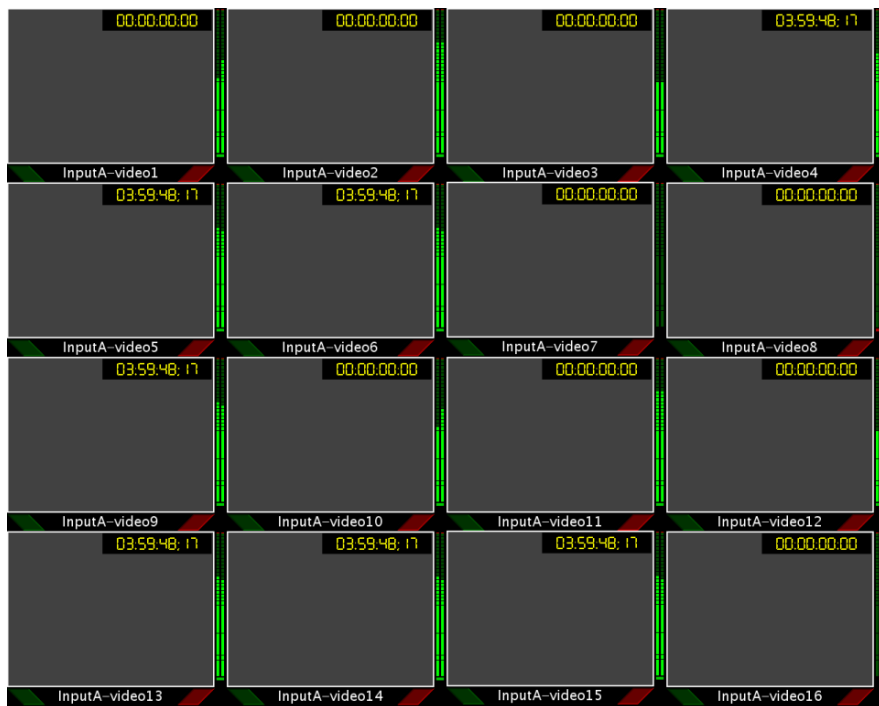 00:00:00:00 00:00:00:00 00:00:00:00 03:59:48; 17
InputA-video1 InputA-video2 InputA-video3 InputA-video4
03:59:48; 17 03:59:48; 17 00:00:00:00 00:00:00:00
InputA-video5 InputA-video6 InputA-video7 InputA-video8
03:59:48; 17 00:00:00:00 00:00:00:00 00:00:00:00
InputA-video9 InputA-video10 InputA-video11 InputA-video12
03:59:48; 17 03:59:48; 17 03:59:48; 17 00:00:00:00
InputA-video13 InputA-video14 InputA-video15 InputA-video16